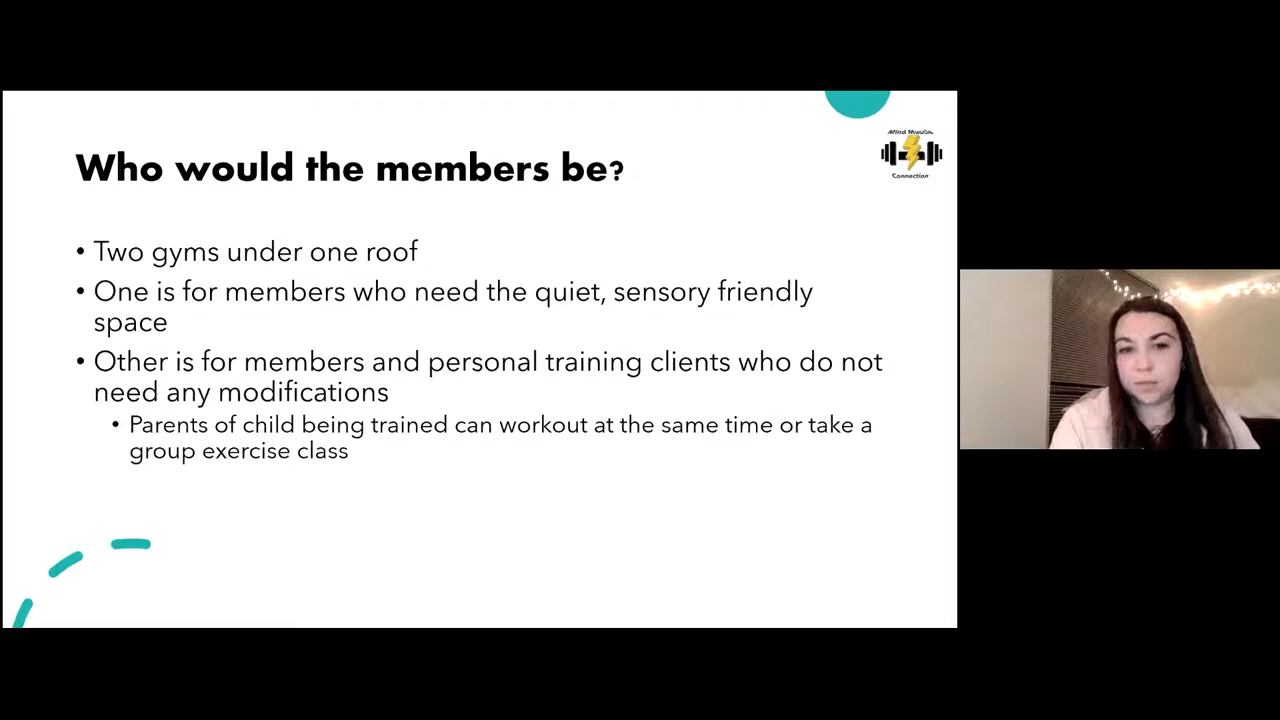 Mind Muscle
Connection
Who would the members be?
• Two gyms under one roof
• One is for members who need the quiet, sensory friendly
space
• Other is for members and personal training clients who do not
need any modifications
• Parents of child being trained can workout at the same time or take a
group exercise class